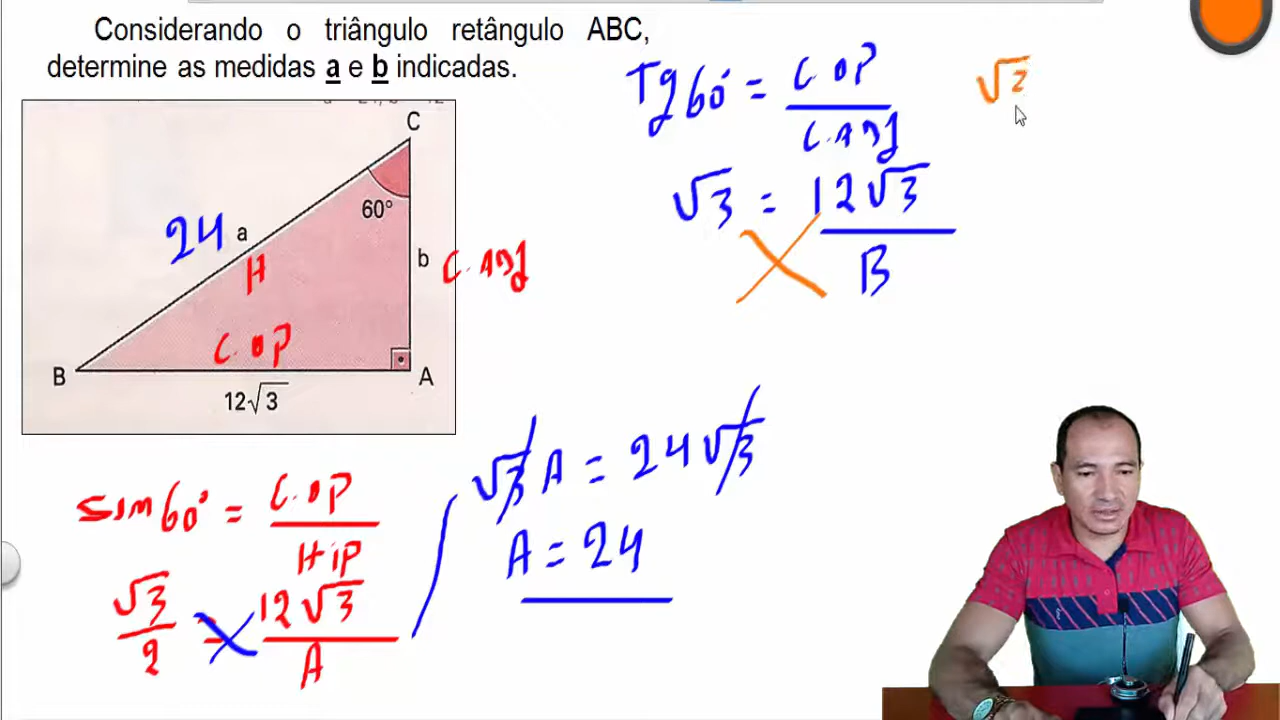 Considerando o triângulo retângulo ABC,
determine as medidas a e b indicadas.
C
60°
24
a
H
b
C. ADJ
C. OP
B
A
12√3
Tg 60° = C. OP / C. ADJ
√3 = 12√3 / B
√3 A = 24√3
A = 24
Sin 60° = C. OP / Hip
√3 / 2 = 12√3 / A